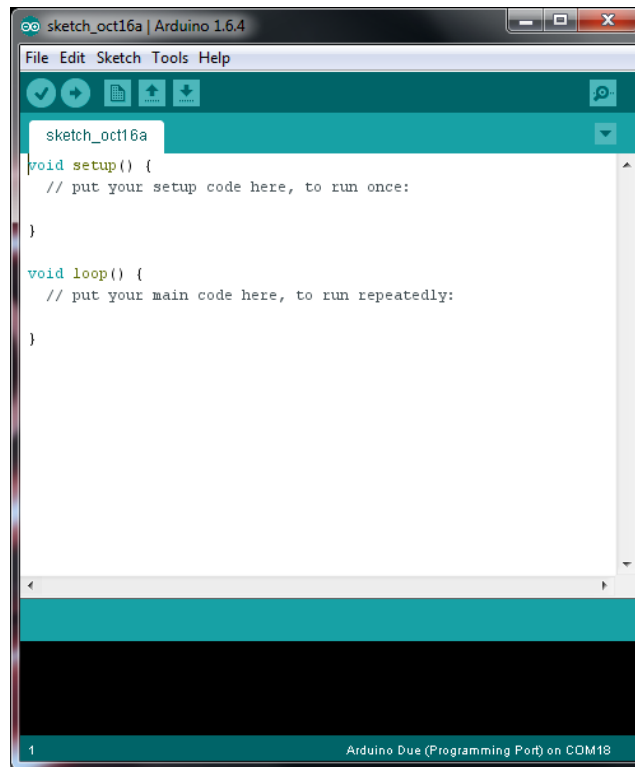 sketch_oct16a | Arduino 1.6.4
File Edit Sketch Tools Help
sketch_oct16a
void setup() {
  // put your setup code here, to run once:
}
void loop() {
  // put your main code here, to run repeatedly:
}
1 Arduino Due (Programming Port) on COM18